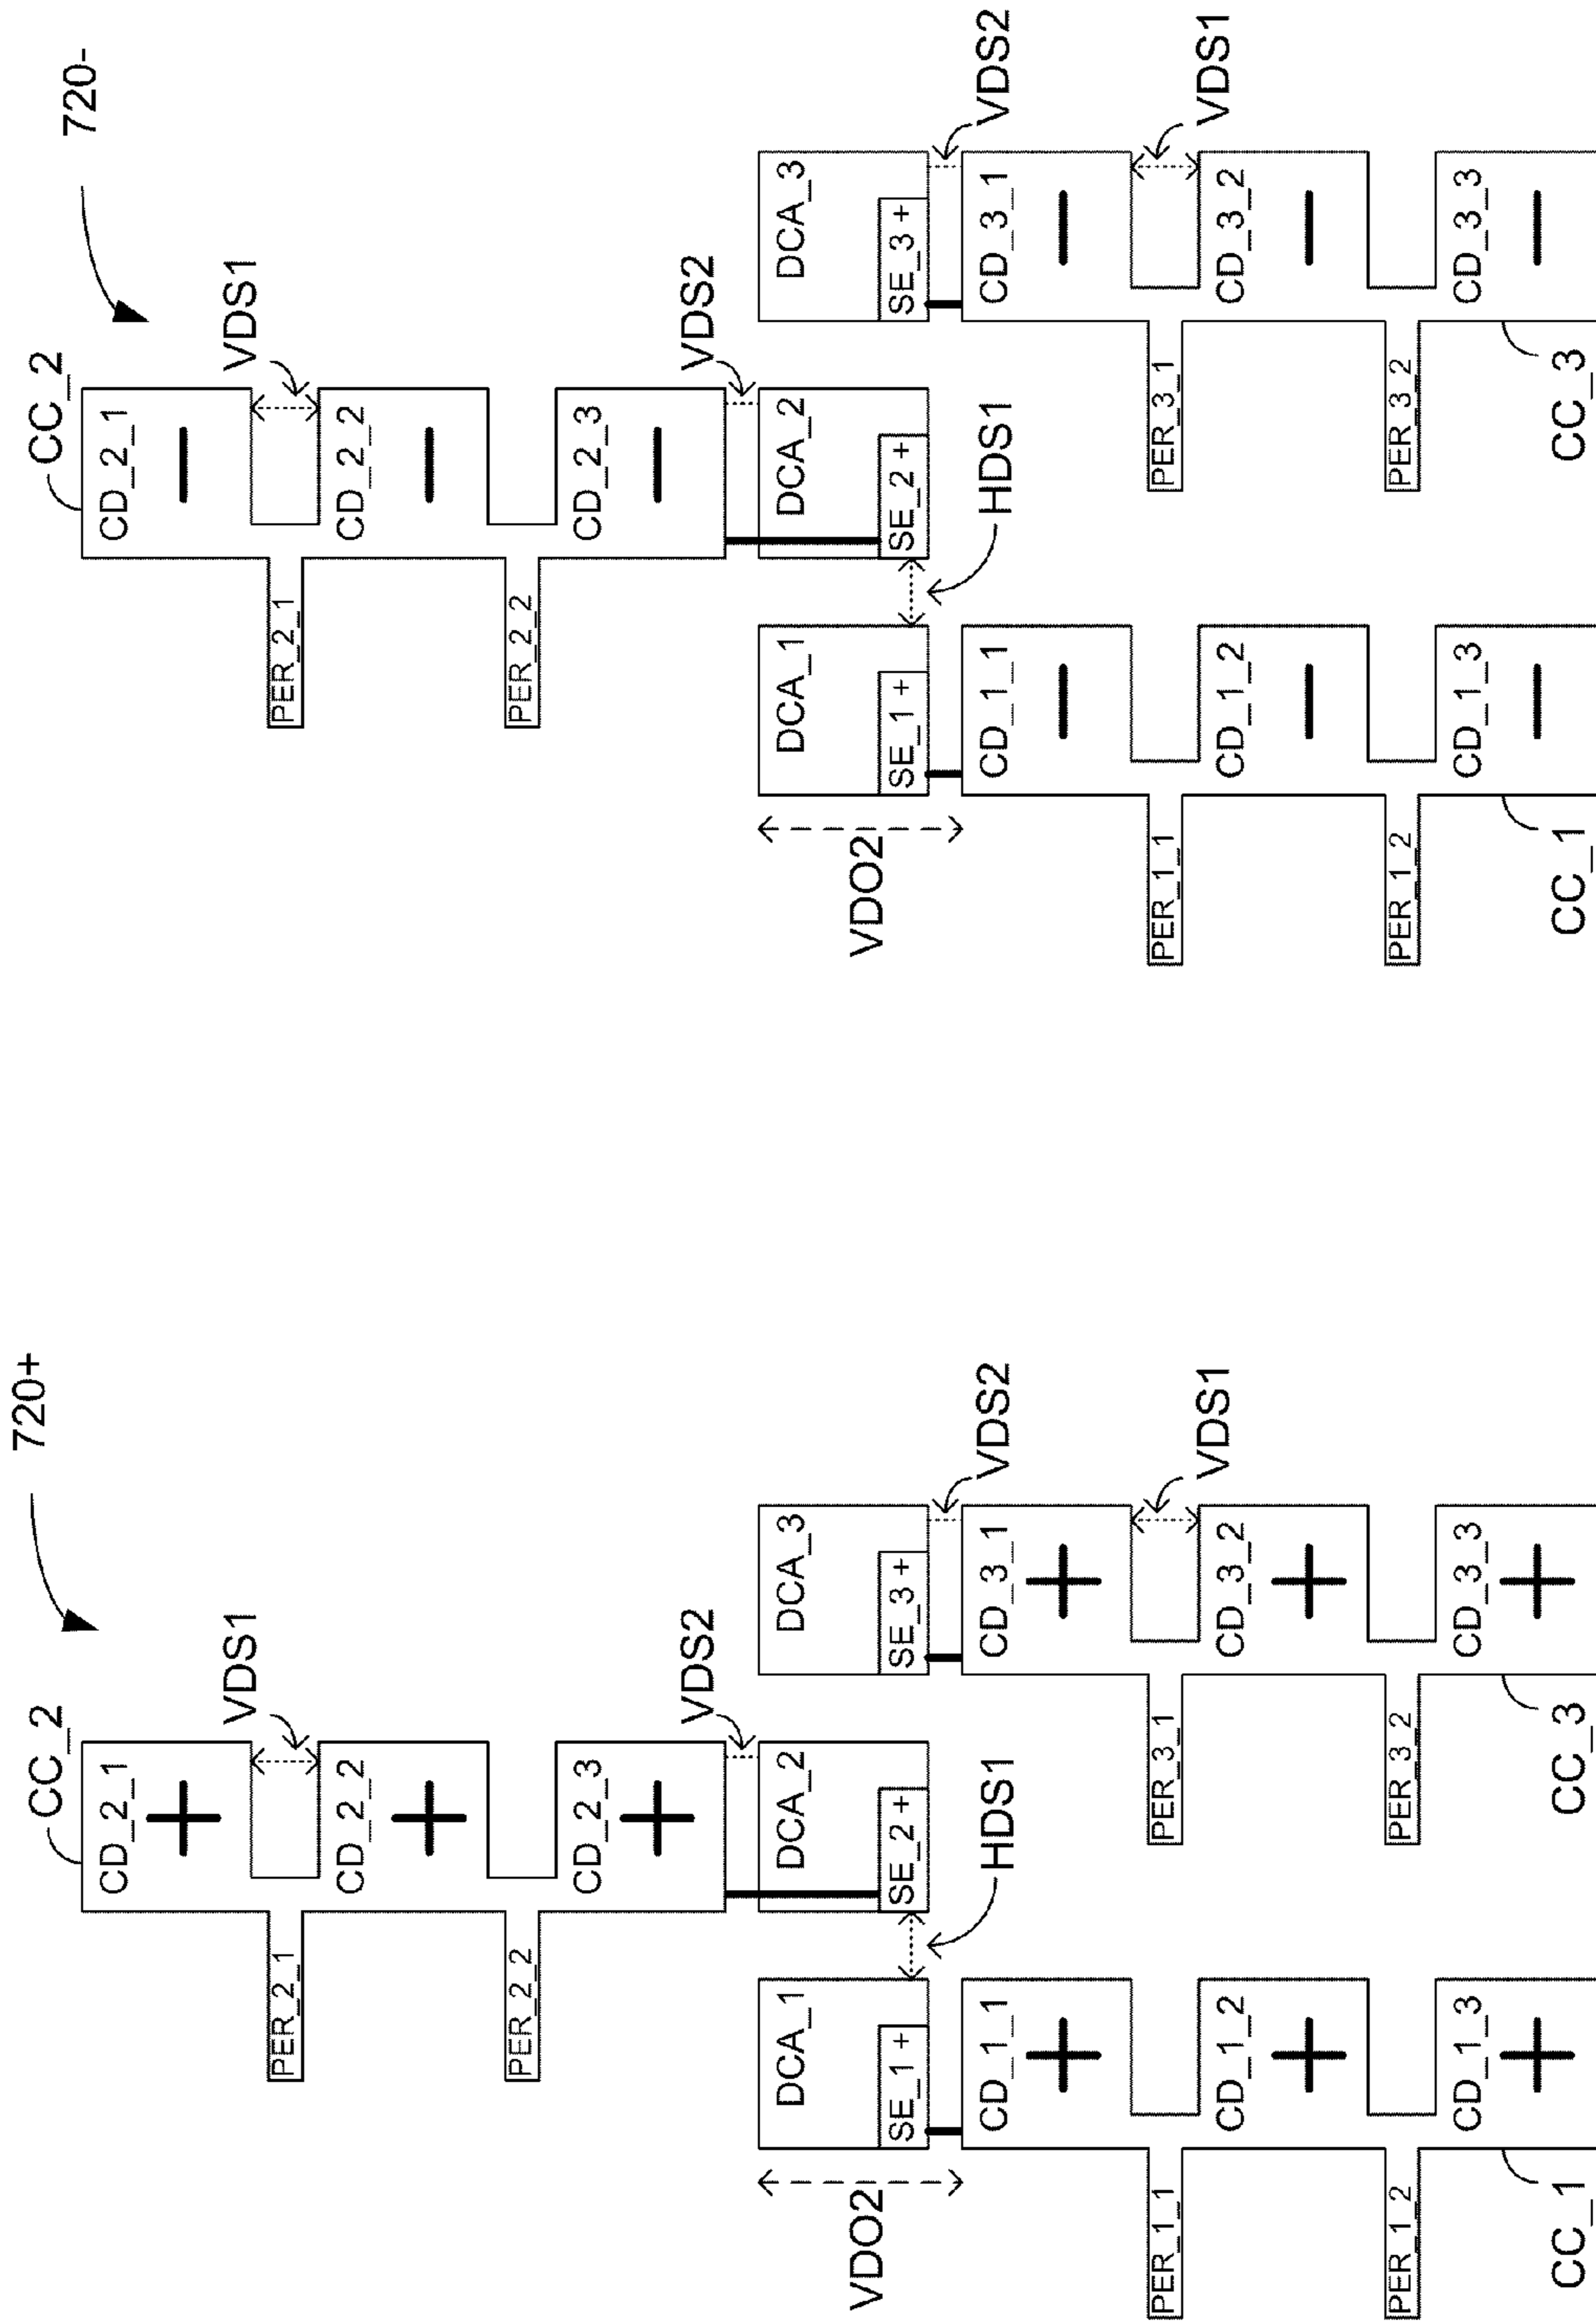 720+
CC_2
CD_2_1
+
VDS1
PER_2_1
CD_2_2
+
PER_2_2
CD_2_3
+
VDS2
DCA_1
DCA_2
DCA_3
VDO2
SE_1 +
SE_2 +
SE_3 +
HDS1
VDS2
CD_1_1
+
CD_3_1
+
PER_1_1
PER_3_1
VDS1
CD_1_2
+
CD_3_2
+
PER_1_2
PER_3_2
CD_1_3
+
CD_3_3
+
CC_1
CC_3
720-
CC_2
CD_2_1
−
VDS1
PER_2_1
CD_2_2
−
PER_2_2
CD_2_3
−
VDS2
DCA_1
DCA_2
DCA_3
VDO2
SE_1 +
SE_2 +
SE_3 +
HDS1
VDS2
CD_1_1
−
CD_3_1
−
PER_1_1
PER_3_1
VDS1
CD_1_2
−
CD_3_2
−
PER_1_2
PER_3_2
CD_1_3
−
CD_3_3
−
CC_1
CC_3